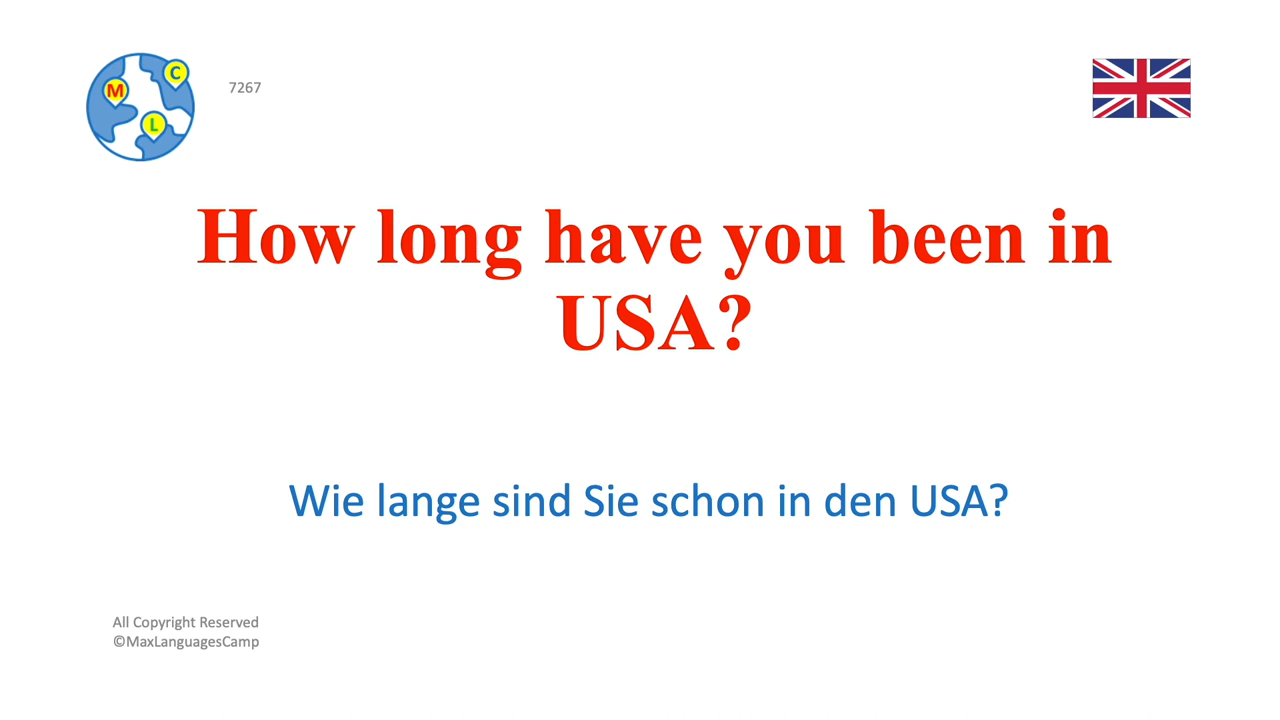 C
M
L
7267
How long have you been in
USA?
Wie lange sind Sie schon in den USA?
All Copyright Reserved
©MaxLanguagesCamp